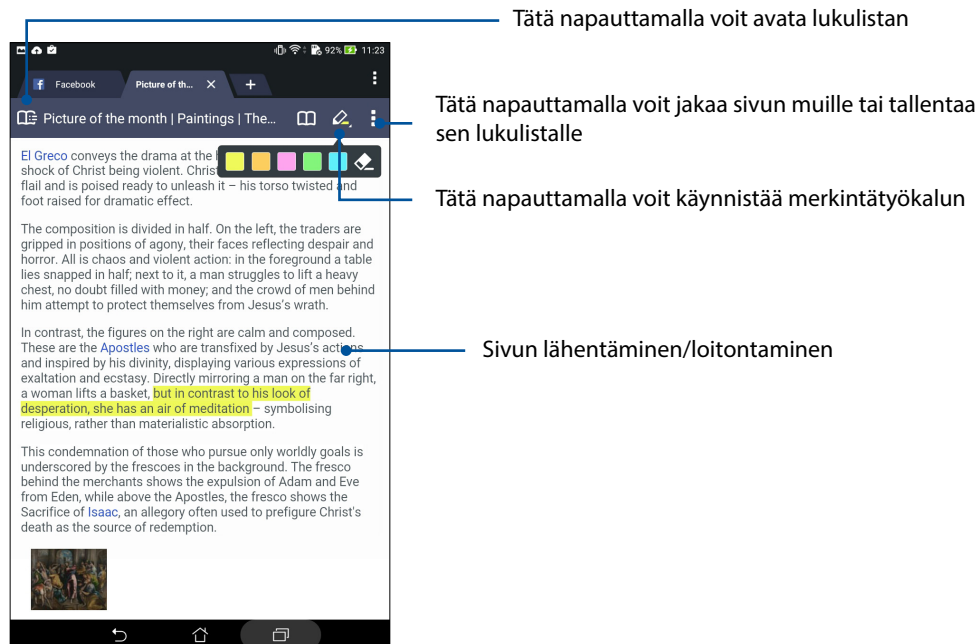 Tätä napauttamalla voit avata lukulistan
92% 11:23
Facebook
Picture of th...
Picture of the month | Paintings | The...
Tätä napauttamalla voit jakaa sivun muille tai tallentaa
sen lukulistalle
El Greco conveys the drama at the
shock of Christ being violent. Christ
flail and is poised ready to unleash it – his torso twisted and
foot raised for dramatic effect.
Tätä napauttamalla voit käynnistää merkintätyökalun
The composition is divided in half. On the left, the traders are
gripped in positions of agony, their faces reflecting despair and
horror. All is chaos and violent action: in the foreground a table
lies snapped in half; next to it, a man struggles to lift a heavy
chest, no doubt filled with money; and the crowd of men behind
him attempt to protect themselves from Jesus's wrath.
In contrast, the figures on the right are calm and composed.
These are the Apostles who are transfixed by Jesus's actions
and inspired by his divinity, displaying various expressions of
exaltation and ecstasy. Directly mirroring a man on the far right,
a woman lifts a basket, but in contrast to his look of
desperation, she has an air of meditation – symbolising
religious, rather than materialistic absorption.
Sivun lähentäminen/loitontaminen
This condemnation of those who pursue only worldly goals is
underscored by the frescoes in the background. The fresco
behind the merchants shows the expulsion of Adam and Eve
from Eden, while above the Apostles, the fresco shows the
Sacrifice of Isaac, an allegory often used to prefigure Christ's
death as the source of redemption.